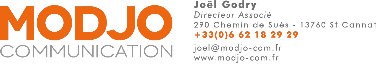 MODJO
COMMUNICATION
Joël Godry
Directeur Associé
290 Chemin de Suès - 13760 St Cannat
+33(0)6 62 18 29 29
joel@modjo-com.fr
www.modjo-com.fr